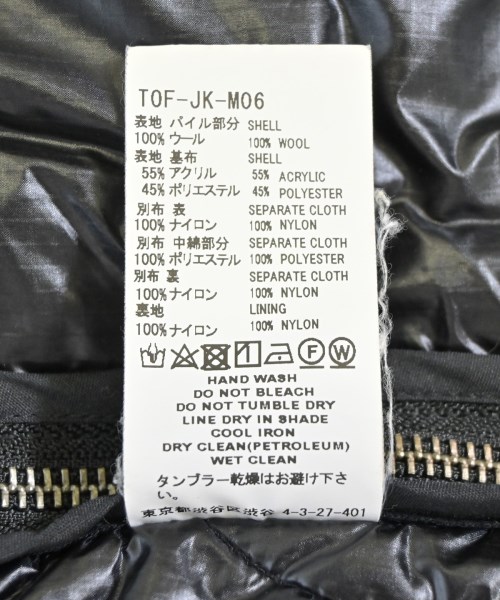 TOF-JK-M06
表地 パイル部分 SHELL
100% ウール 100% WOOL
表地 基布 SHELL
55% アクリル 55% ACRYLIC
45% ポリエステル 45% POLYESTER
別布 表 SEPARATE CLOTH
100% ナイロン 100% NYLON
別布 中綿部分 SEPARATE CLOTH
100% ポリエステル 100% POLYESTER
別布 裏 SEPARATE CLOTH
100% ナイロン 100% NYLON
裏地 LINING
100% ナイロン 100% NYLON
F W
HAND WASH
DO NOT BLEACH
DO NOT TUMBLE DRY
LINE DRY IN SHADE
COOL IRON
DRY CLEAN(PETROLEUM)
WET CLEAN
タンブラー乾燥はお避け下さ
い。
東京都渋谷区渋谷 4-3-27-401